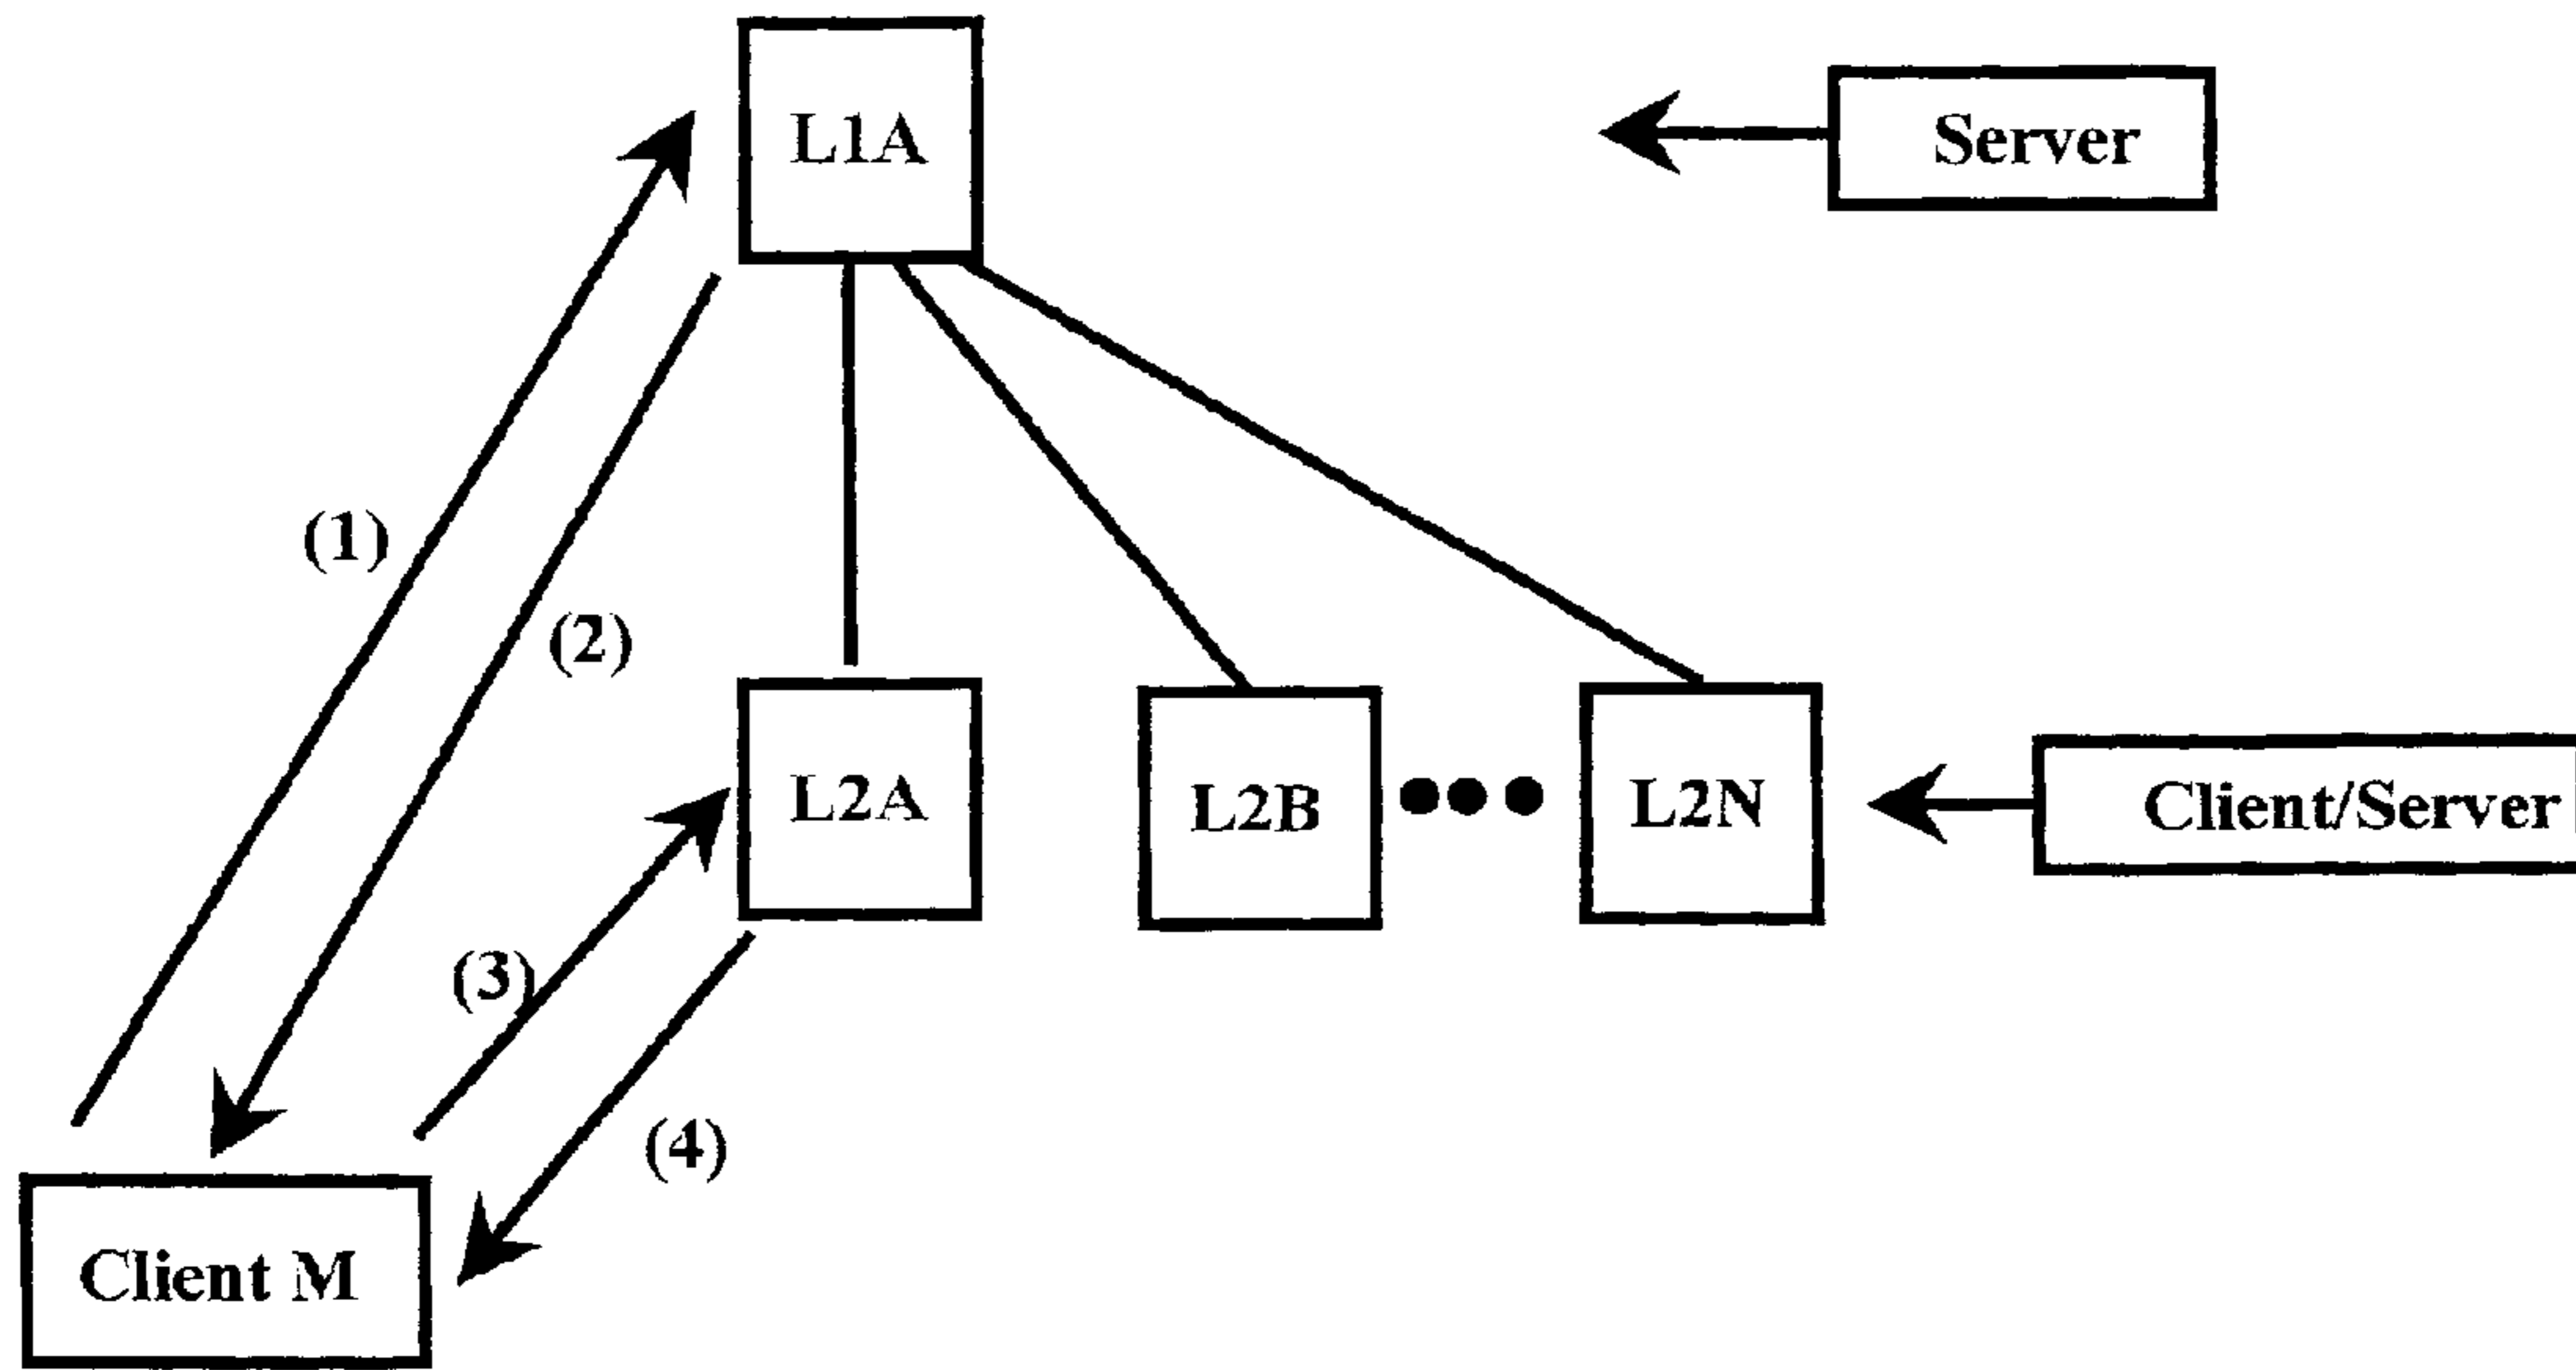 L1A
Server
(1)
(2)
L2A
L2B
L2N
Client/Server
(3)
(4)
Client M